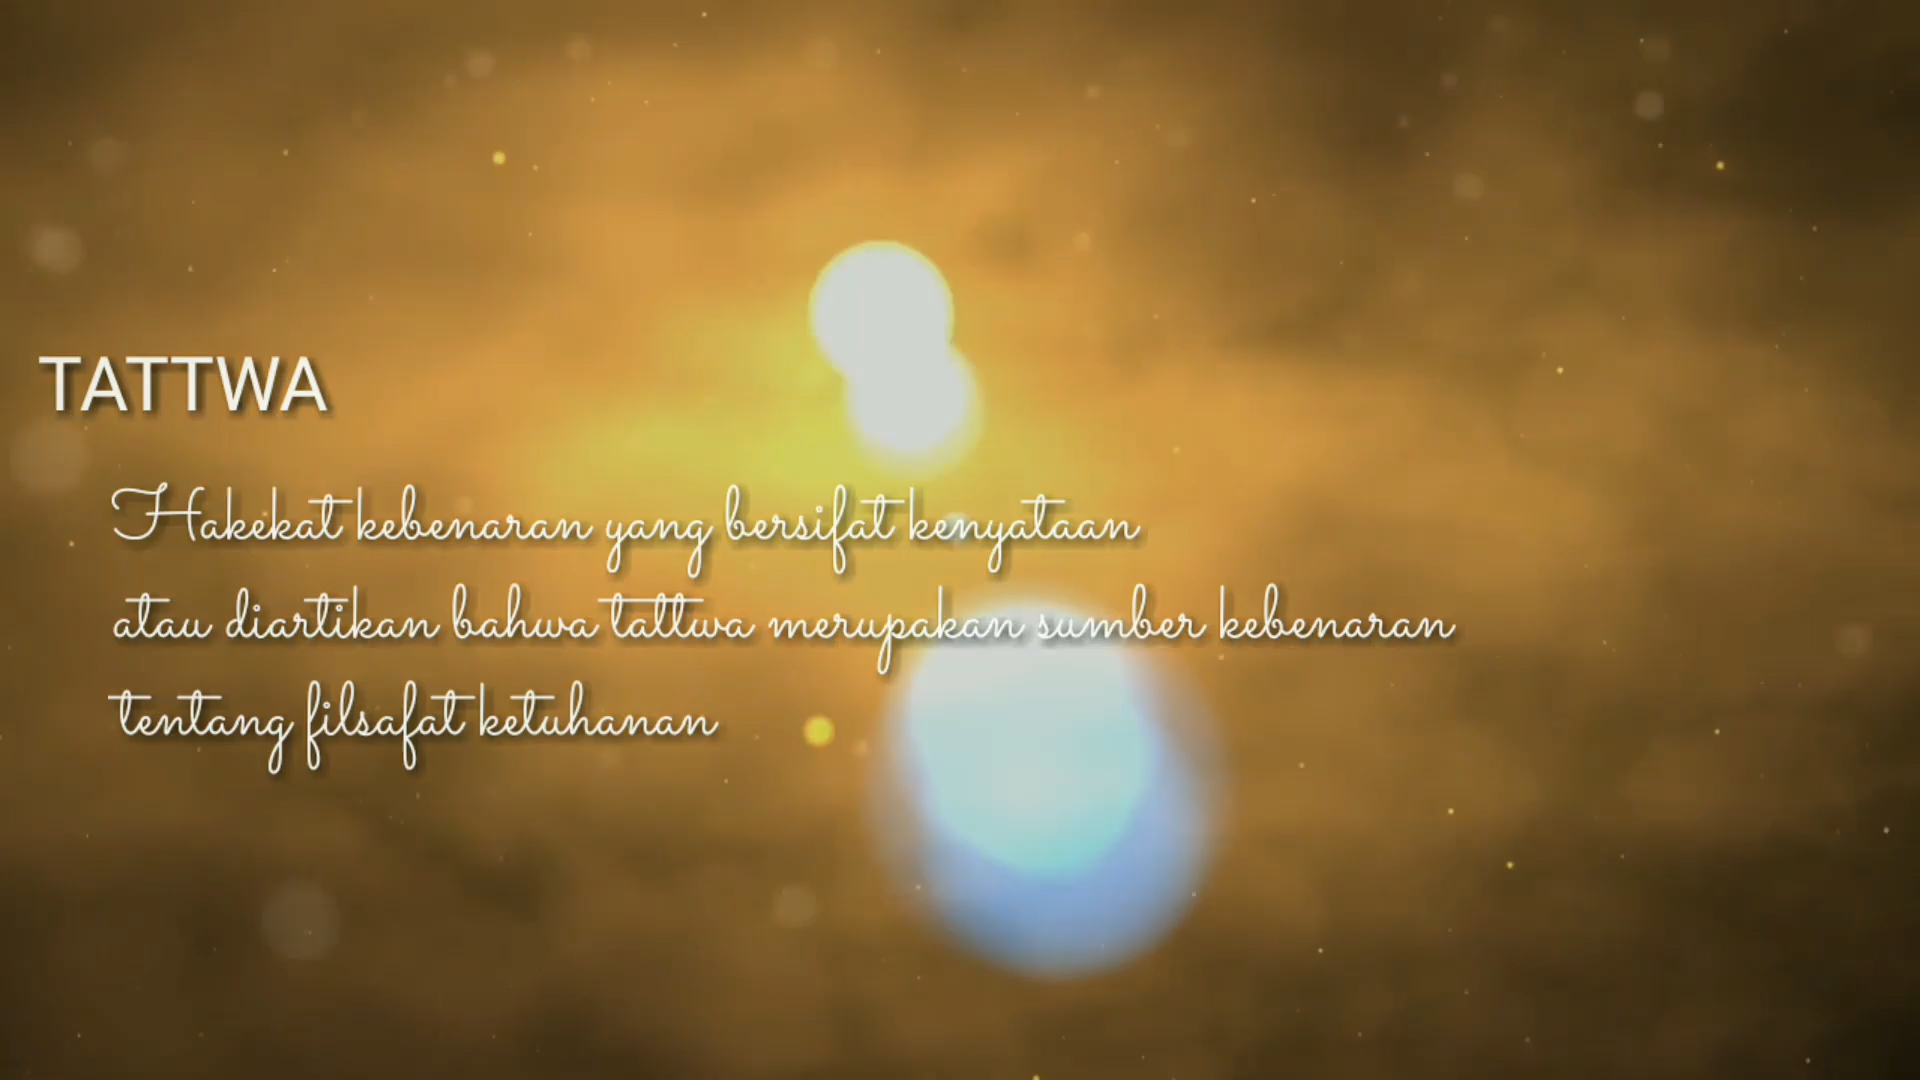 TATTWA
Hakekat kebenaran yang bersifat kenyataan
atau diartikan bahwa tattwa merupakan sumber kebenaran
tentang filsafat ketuhanan